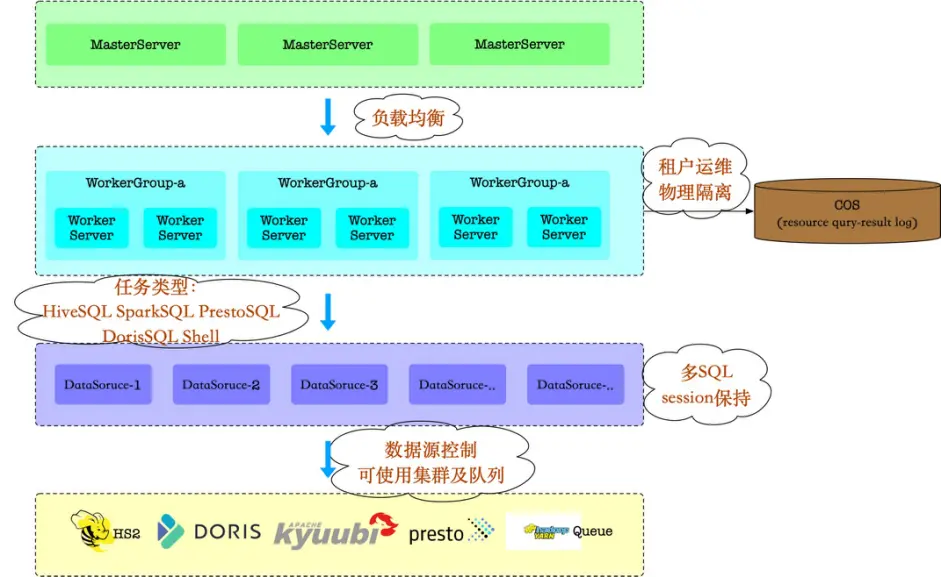 MasterServer
MasterServer
MasterServer
负载均衡
WorkerGroup-a
WorkerGroup-a
WorkerGroup-a
Worker
Server
Worker
Server
Worker
Server
Worker
Server
Worker
Server
Worker
Server
租户运维
物理隔离
COS
(resource qury-result log)
任务类型:
HiveSQL SparkSQL PrestoSQL
DorisSQL Shell
DataSoruce-1
DataSoruce-2
DataSoruce-3
DataSoruce-..
DataSoruce-..
多SQL
session保持
数据源控制
可使用集群及队列
HS2
DORIS
APACHE
kyuubi
presto
hadoop
YARN
Queue